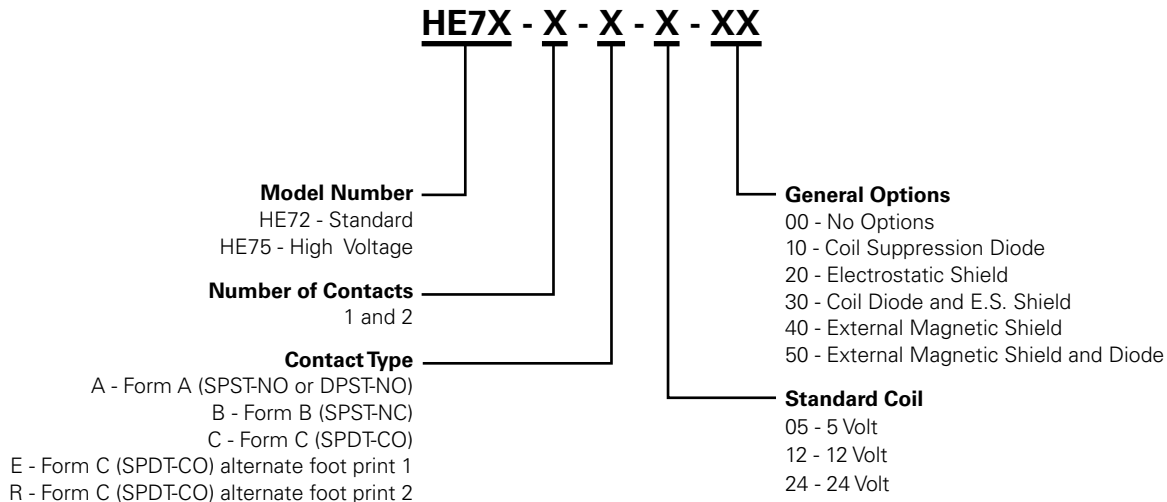 HE7X - X - X - X - XX
Model Number
HE72 - Standard
HE75 - High Voltage
Number of Contacts
1 and 2
Contact Type
A - Form A (SPST-NO or DPST-NO)
B - Form B (SPST-NC)
C - Form C (SPDT-CO)
E - Form C (SPDT-CO) alternate foot print 1
R - Form C (SPDT-CO) alternate foot print 2
General Options
00 - No Options
10 - Coil Suppression Diode
20 - Electrostatic Shield
30 - Coil Diode and E.S. Shield
40 - External Magnetic Shield
50 - External Magnetic Shield and Diode
Standard Coil
05 - 5 Volt
12 - 12 Volt
24 - 24 Volt